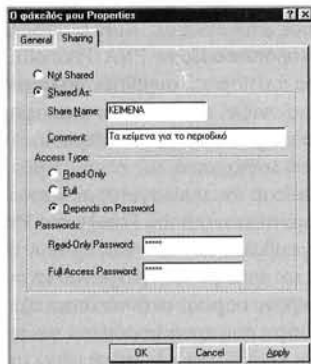 Ο φάκελός μου Properties
General Sharing
Not Shared
Shared As:
Share Name: ΚΕΙΜΕΝΑ
Comment: Τα κείμενα για το περιοδικό
Access Type:
Read-Only
Full
Depends on Password
Passwords:
Read-Only Password: *****
Full Access Password: *****
OK Cancel Apply